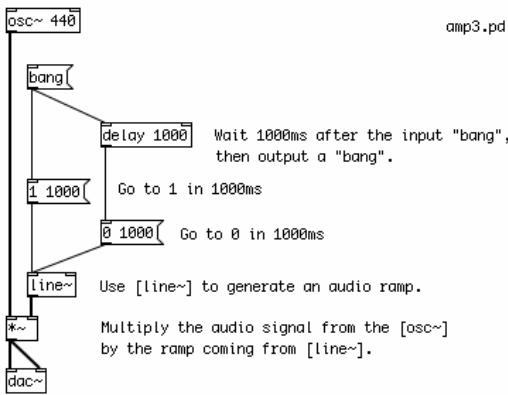 osc~ 440
amp3.pd
bang
delay 1000
Wait 1000ms after the input "bang",
then output a "bang".
1 1000
Go to 1 in 1000ms
0 1000
Go to 0 in 1000ms
line~
Use [line~] to generate an audio ramp.
*~
Multiply the audio signal from the [osc~]
by the ramp coming from [line~].
dac~